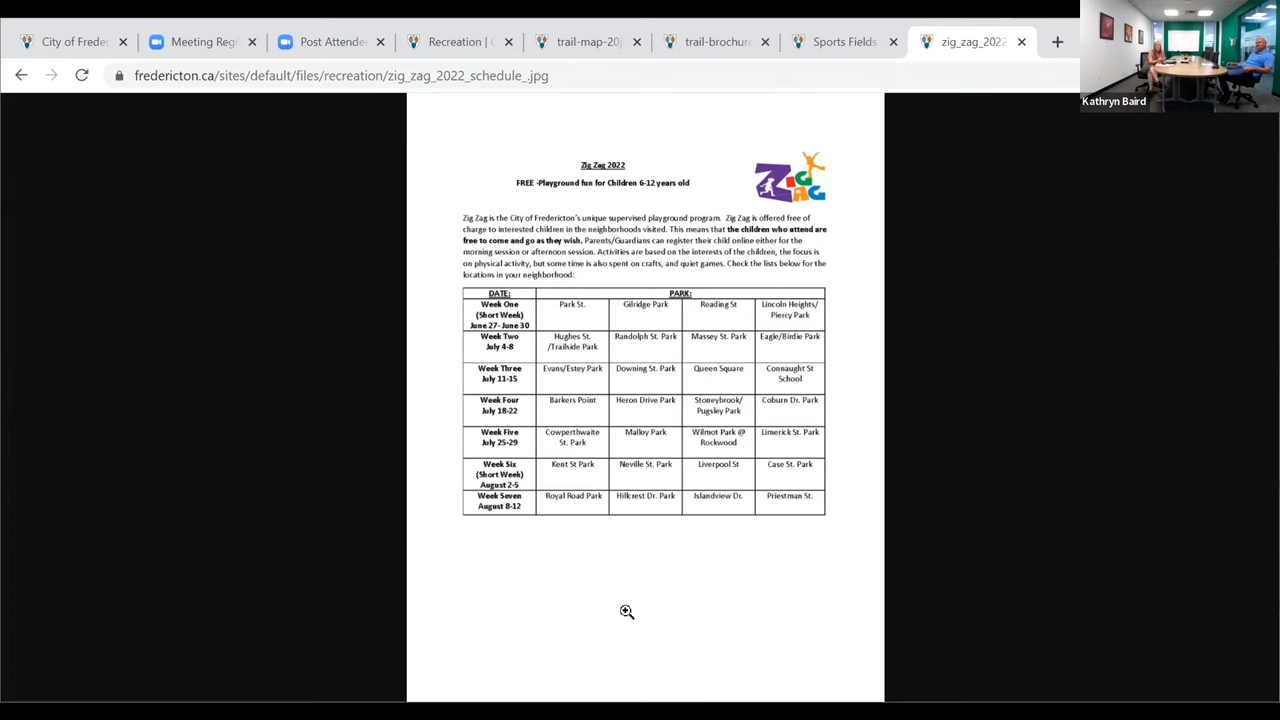 City of Freder
Meeting Regi
Post Attende
Recreation | C
trail-map-20
trail-brochur
Sports Fields
zig_zag_2022
fredericton.ca/sites/default/files/recreation/zig_zag_2022_schedule_.jpg
Kathryn Baird
Zig Zag 2022
FREE -Playground fun for Children 6-12 years old
ZigZAG
Zig Zag is the City of Fredericton's unique supervised playground program. Zig Zag is offered free of
charge to interested children in the neighborhoods visited. This means that the children who attend are
free to come and go as they wish. Parents/Guardians can register their child online either for the
morning session or afternoon session. Activities are based on the interests of the children, the focus is
on physical activity, but some time is also spent on crafts, and quiet games. Check the lists below for the
locations in your neighborhood:
DATE: PARK:
Week One Park St. Gilridge Park Reading St Lincoln Heights/
(Short Week) Piercy Park
June 27- June 30
Week Two Hughes St. Randolph St. Park Massey St. Park Eagle/Birdie Park
July 4-8 /Trailside Park
Week Three Evans/Estey Park Downing St. Park Queen Square Connaught St
July 11-15 School
Week Four Barkers Point Heron Drive Park Stoneybrook/ Coburn Dr. Park
July 18-22 Pugsley Park
Week Five Cowperthwaite Malloy Park Wilmot Park @ Limerick St. Park
July 25-29 St. Park Rockwood
Week Six Kent St Park Neville St. Park Liverpool St Case St. Park
(Short Week)
August 2-5
Week Seven Royal Road Park Hillcrest Dr. Park Islandview Dr. Priestman St.
August 8-12